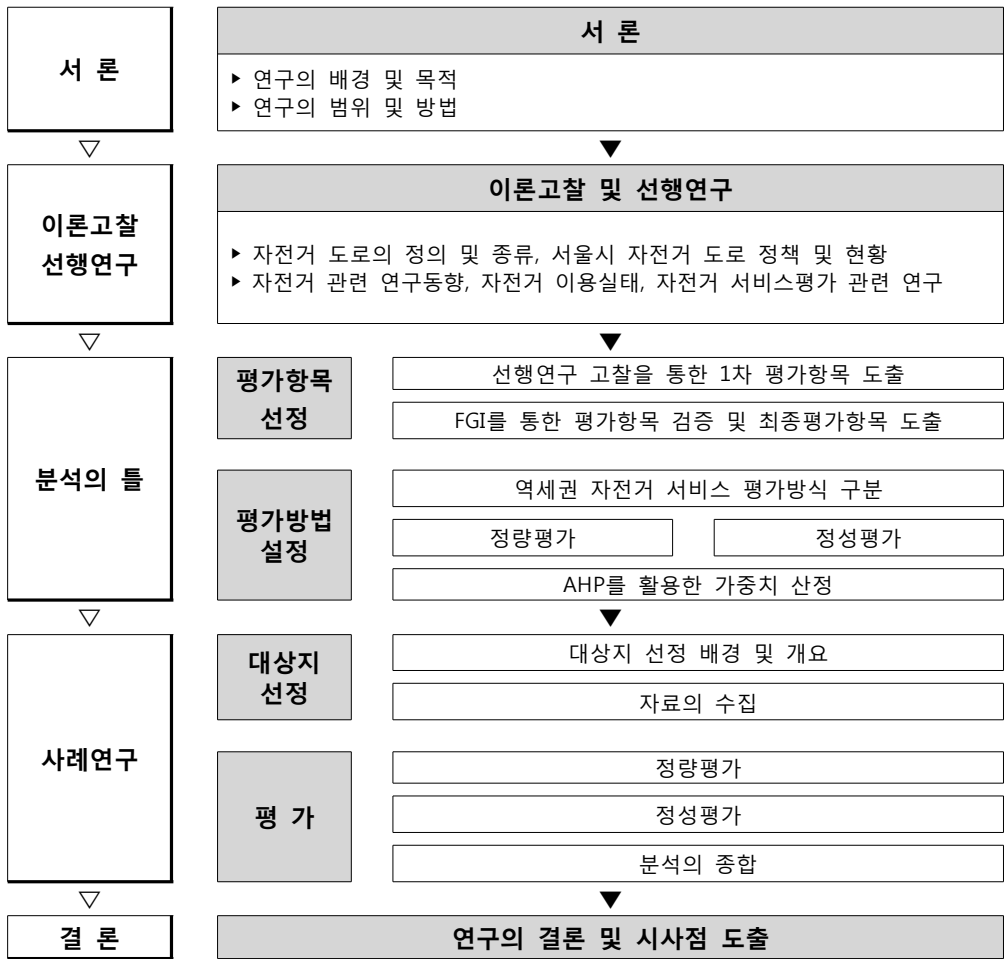 서 론
서 론
▶ 연구의 배경 및 목적
▶ 연구의 범위 및 방법
▽
▼
이론고찰
선행연구
이론고찰 및 선행연구
▶ 자전거 도로의 정의 및 종류, 서울시 자전거 도로 정책 및 현황
▶ 자전거 관련 연구동향, 자전거 이용실태, 자전거 서비스평가 관련 연구
▽
▼
분석의 틀
평가항목
선정
선행연구 고찰을 통한 1차 평가항목 도출
FGI를 통한 평가항목 검증 및 최종평가항목 도출
평가방법
설정
역세권 자전거 서비스 평가방식 구분
정량평가
정성평가
AHP를 활용한 가중치 산정
▽
▼
사례연구
대상지
선정
대상지 선정 배경 및 개요
자료의 수집
평 가
정량평가
정성평가
분석의 종합
▽
▼
결 론
연구의 결론 및 시사점 도출